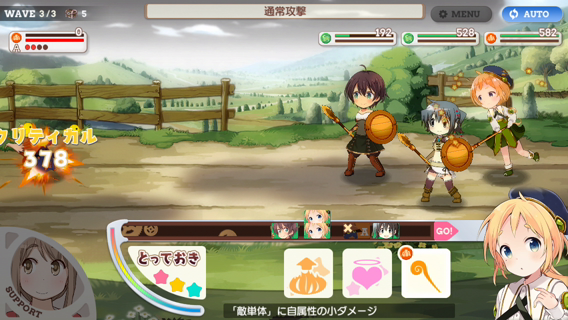 WAVE 3/3 5
通常攻撃
MENU
AUTO
0
A
192
528
582
クリティカル
378
GO!
とっておき
SUPPORT
「敵単体」に自属性の小ダメージ